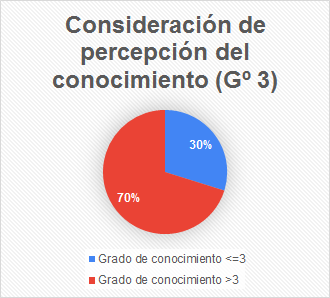 Consideración de
percepción del
conocimiento (Gº 3)
30%
70%
Grado de conocimiento <=3
Grado de conocimiento >3